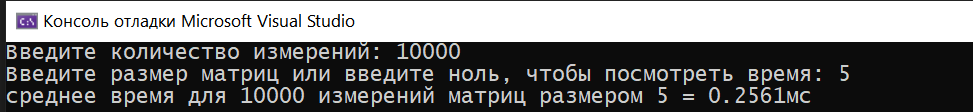 Консоль отладки Microsoft Visual Studio
Введите количество измерений: 10000
Введите размер матриц или введите ноль, чтобы посмотреть время: 5
среднее время для 10000 измерений матриц размером 5 = 0.2561мс